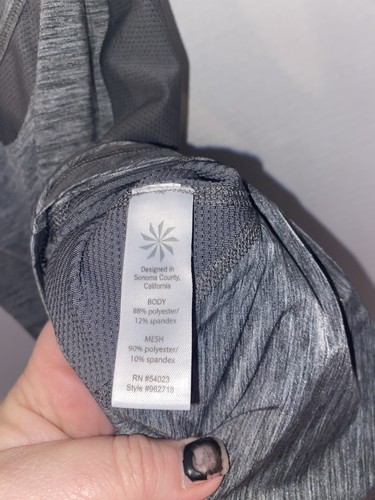 Designed in
Sonoma County,
California
BODY
88% polyester/
12% spandex
MESH
90% polyester/
10% spandex
RN #54023
Style #982718